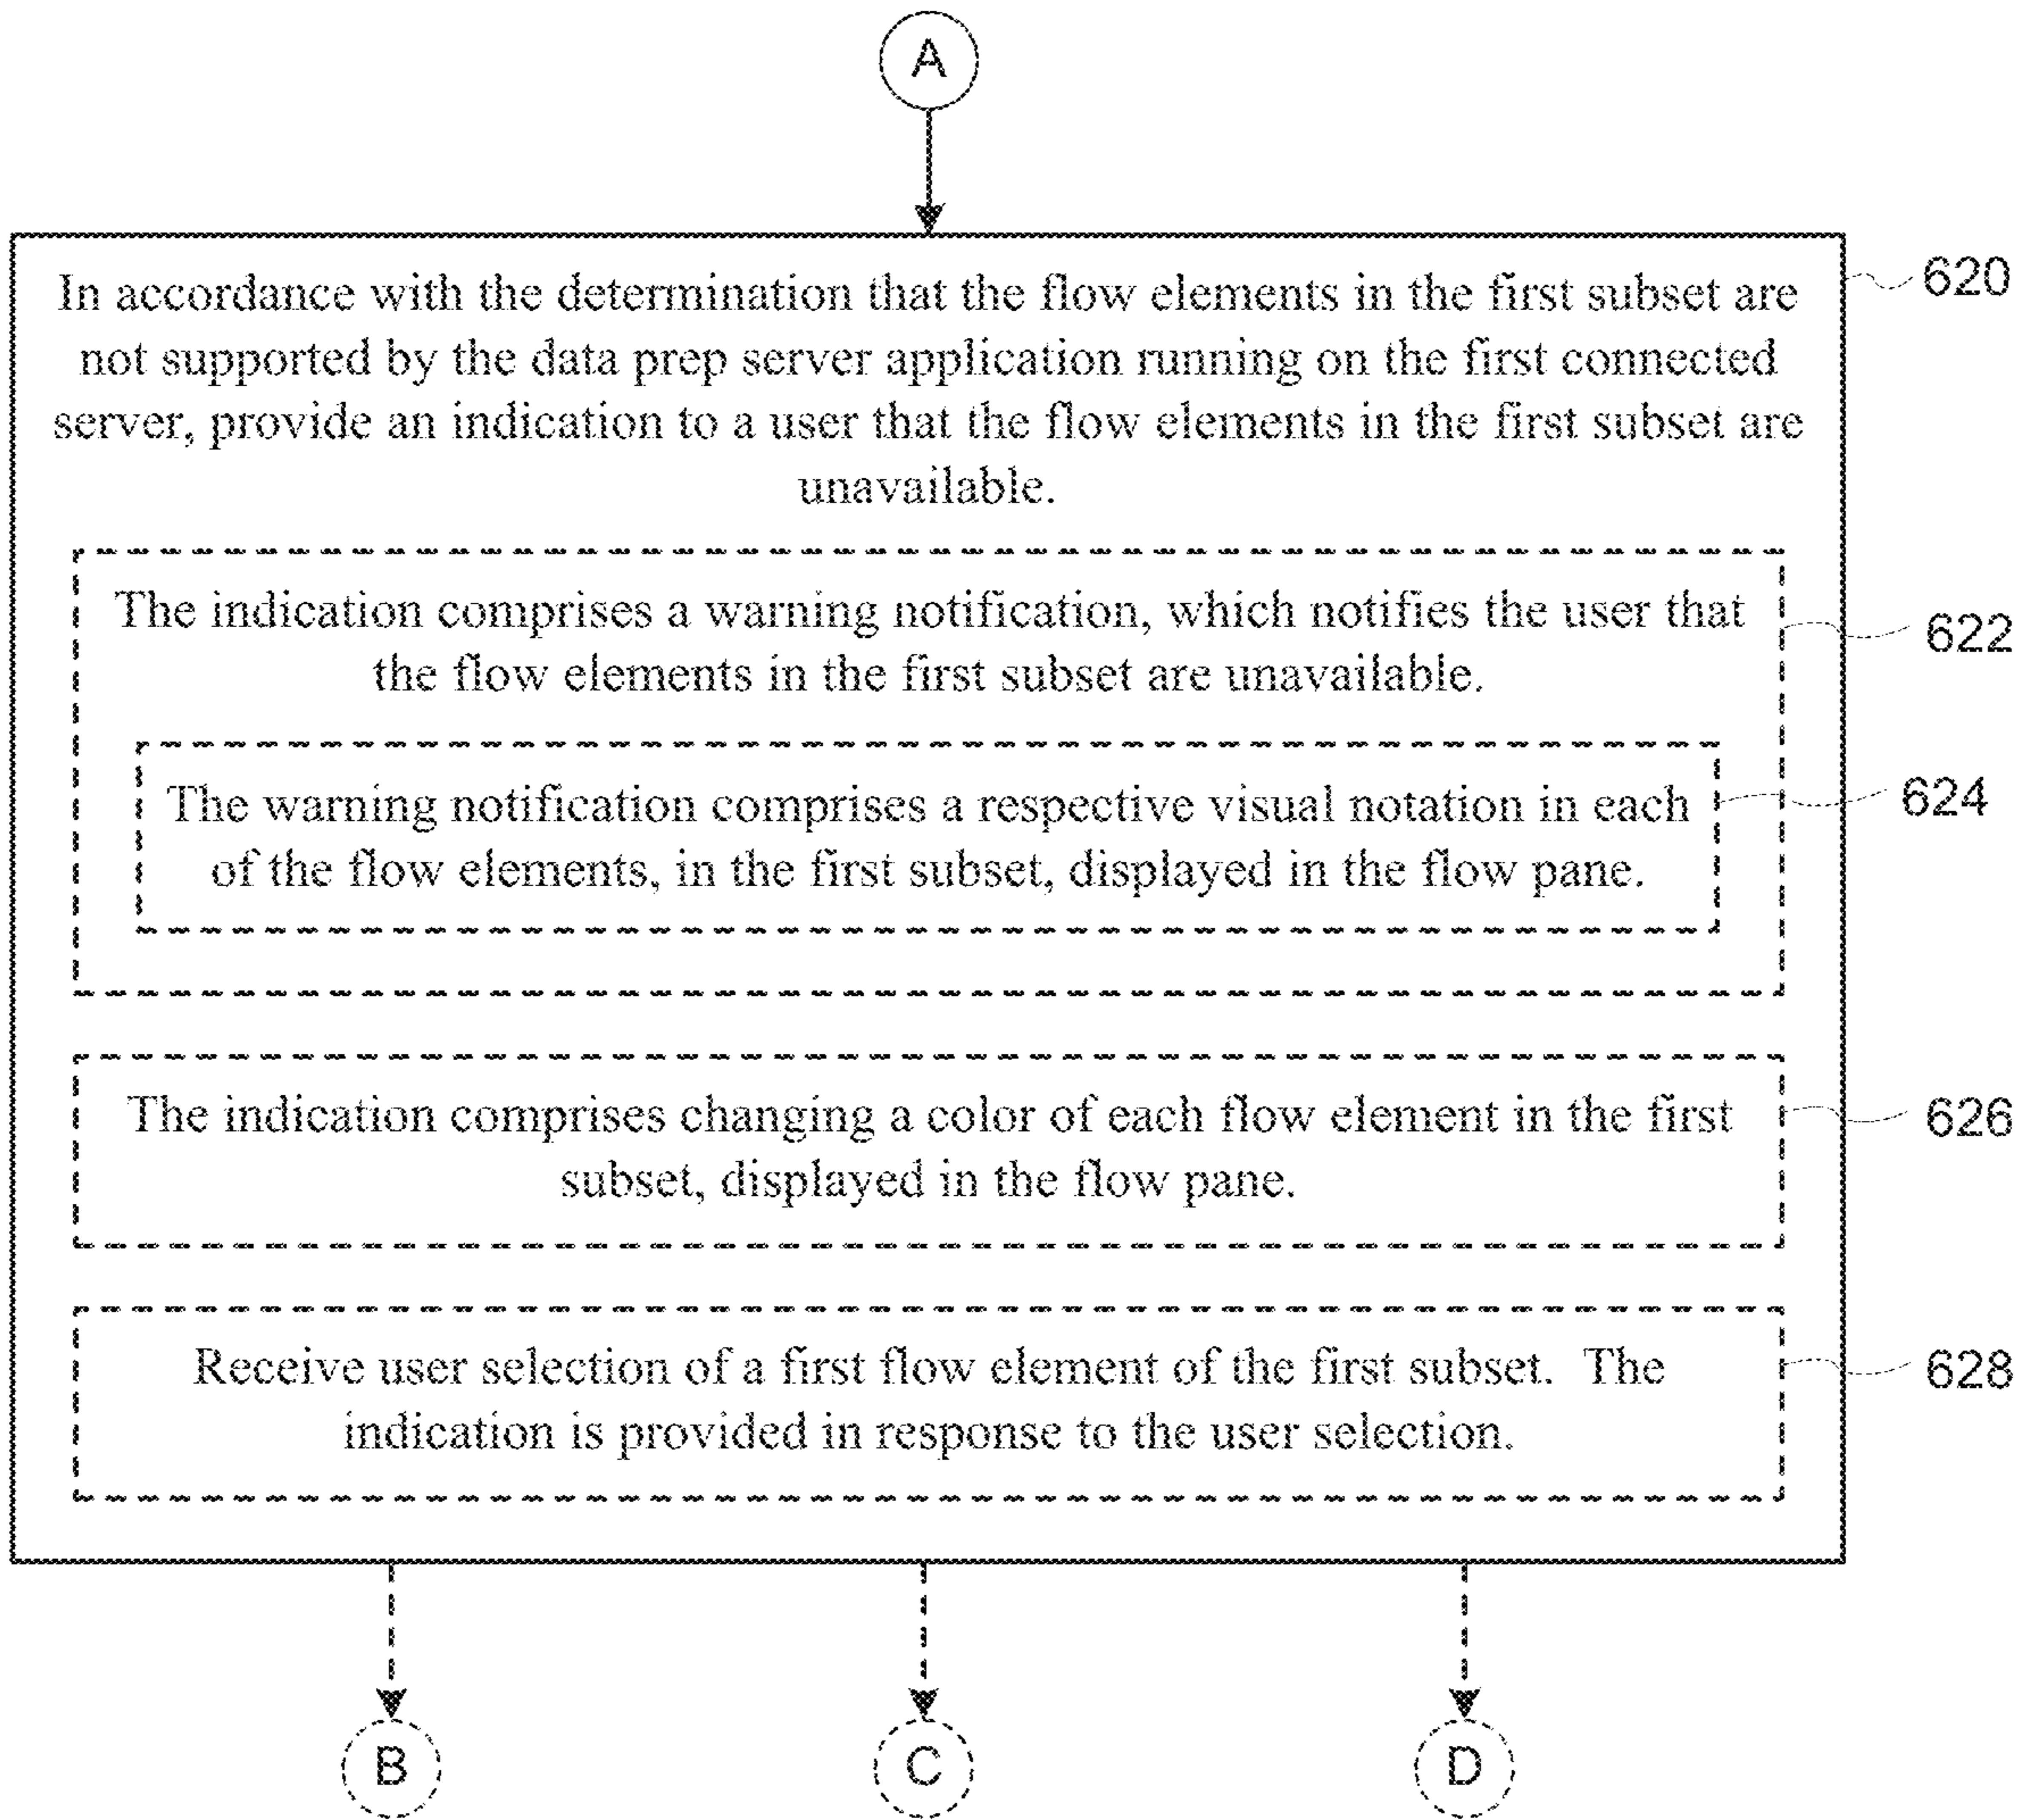 A
In accordance with the determination that the flow elements in the first subset are
not supported by the data prep server application running on the first connected
server, provide an indication to a user that the flow elements in the first subset are
unavailable.
620
The indication comprises a warning notification, which notifies the user that
the flow elements in the first subset are unavailable.
622
The warning notification comprises a respective visual notation in each
of the flow elements, in the first subset, displayed in the flow pane.
624
The indication comprises changing a color of each flow element in the first
subset, displayed in the flow pane.
626
Receive user selection of a first flow element of the first subset.  The
indication is provided in response to the user selection.
628
B
C
D